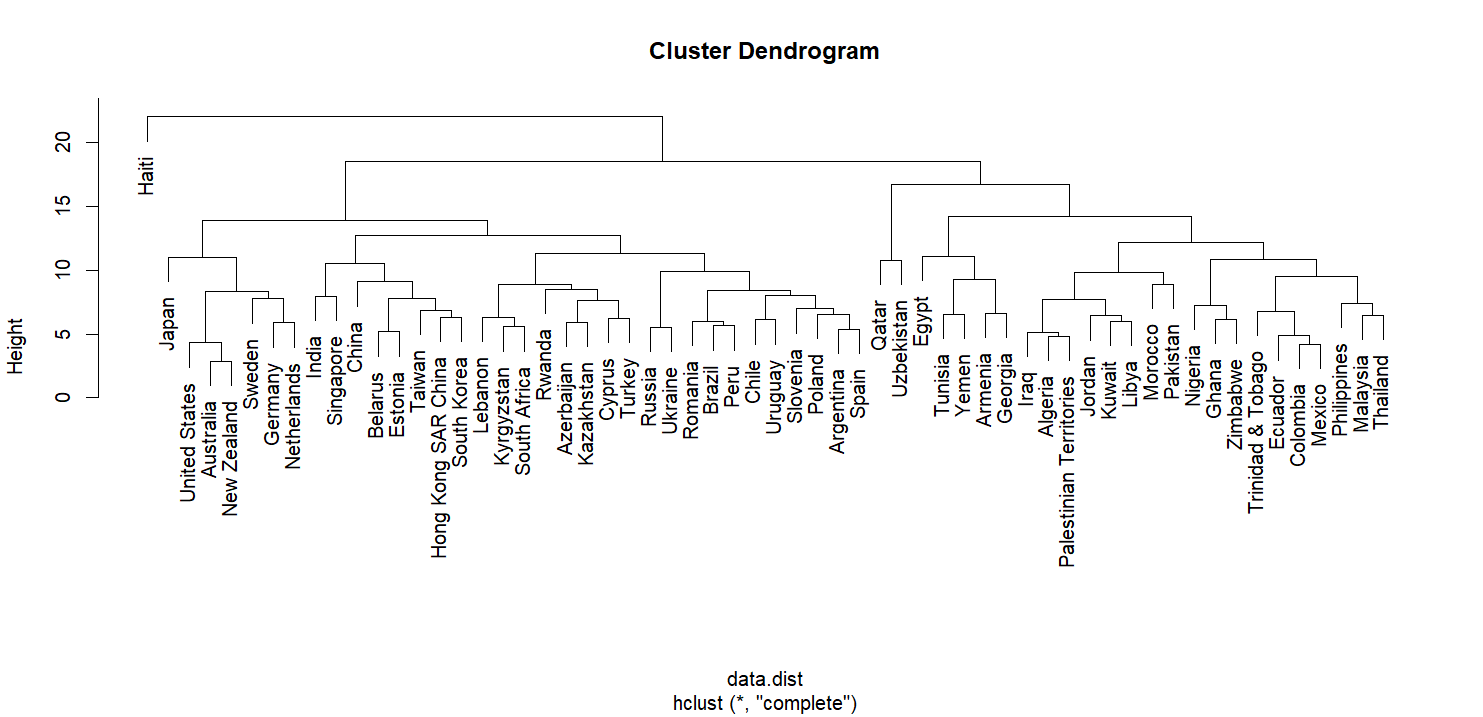 Cluster Dendrogram
Height
0
5
10
15
20
Haiti
Japan
United States
Australia
New Zealand
Sweden
Germany
Netherlands
India
Singapore
China
Belarus
Estonia
Taiwan
Hong Kong SAR China
South Korea
Lebanon
Kyrgyzstan
South Africa
Rwanda
Azerbaijan
Kazakhstan
Cyprus
Turkey
Russia
Ukraine
Romania
Brazil
Peru
Chile
Uruguay
Slovenia
Poland
Argentina
Spain
Qatar
Uzbekistan
Egypt
Tunisia
Yemen
Armenia
Georgia
Iraq
Algeria
Palestinian Territories
Jordan
Kuwait
Libya
Morocco
Pakistan
Nigeria
Ghana
Zimbabwe
Trinidad & Tobago
Ecuador
Colombia
Mexico
Philippines
Malaysia
Thailand
data.dist
hclust (*, "complete")